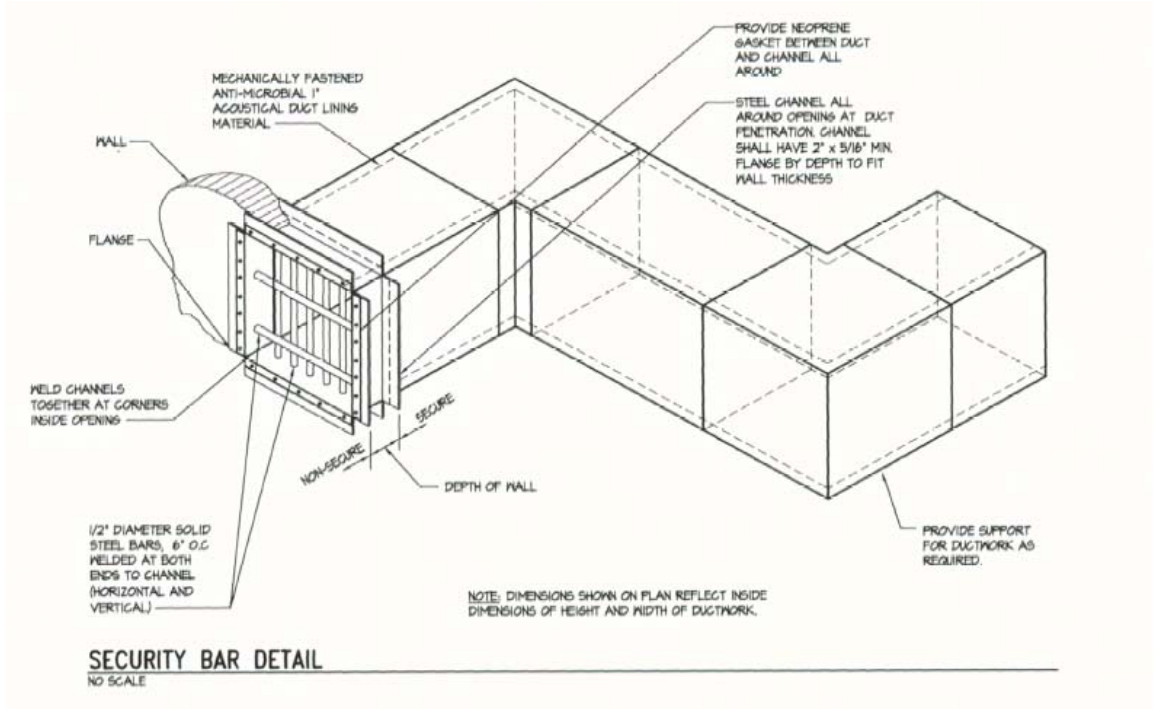 PROVIDE NEOPRENE
GASKET BETWEEN DUCT
AND CHANNEL ALL
AROUND
MECHANICALLY FASTENED
ANTI-MICROBIAL 1"
ACOUSTICAL DUCT LINING
MATERIAL
STEEL CHANNEL ALL
AROUND OPENING AT DUCT
PENETRATION. CHANNEL
SHALL HAVE 2" x 3/16" MIN.
FLANGE BY DEPTH TO FIT
WALL THICKNESS
WALL
FLANGE
WELD CHANNELS
TOGETHER AT CORNERS
INSIDE OPENING
NON-SECURE
SECURE
DEPTH OF WALL
1/2" DIAMETER SOLID
STEEL BARS, 6" O.C
WELDED AT BOTH
ENDS TO CHANNEL
(HORIZONTAL AND
VERTICAL)
PROVIDE SUPPORT
FOR DUCTWORK AS
REQUIRED.
NOTE: DIMENSIONS SHOWN ON PLAN REFLECT INSIDE
DIMENSIONS OF HEIGHT AND WIDTH OF DUCTWORK.
SECURITY BAR DETAIL
NO SCALE